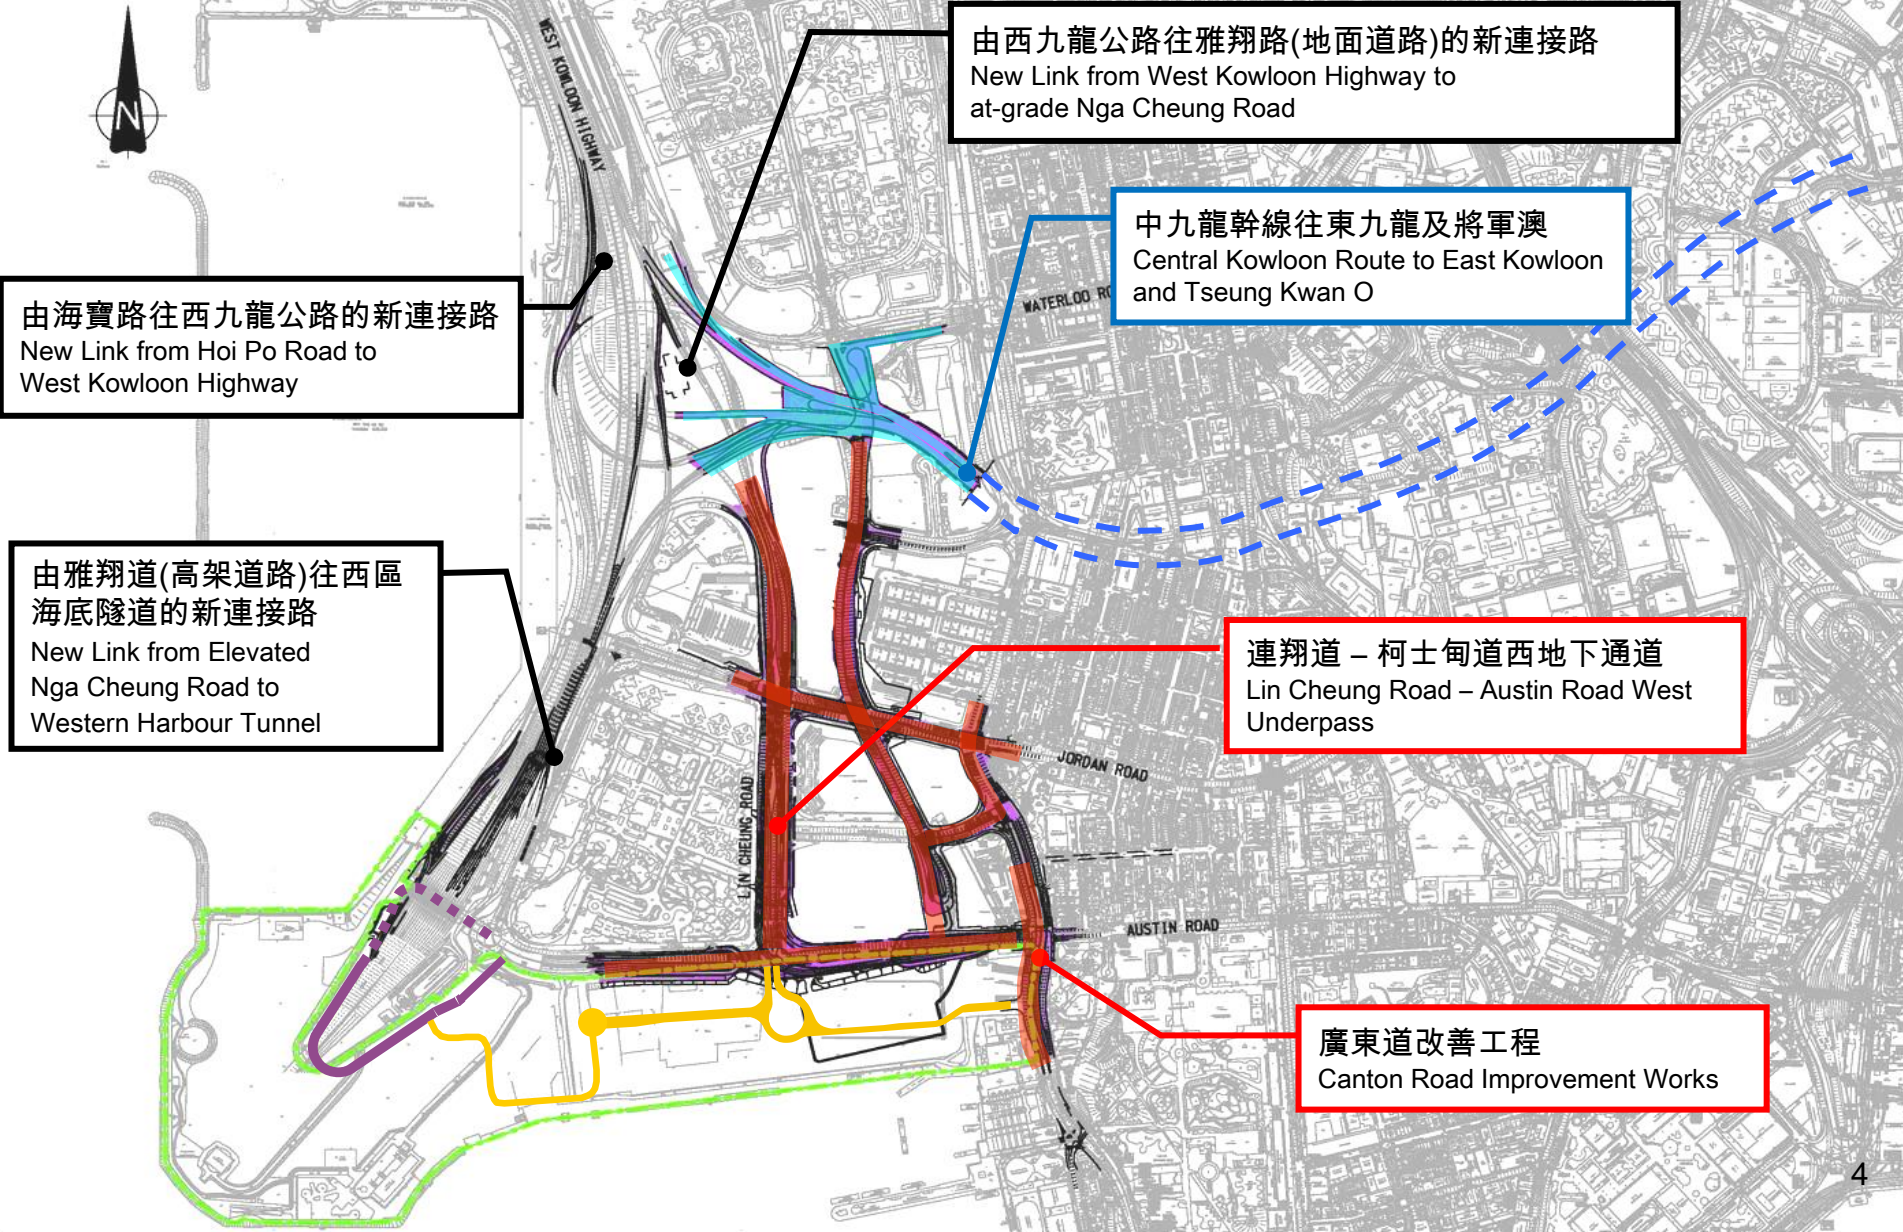 N
WEST KOWLOON HIGHWAY
由西九龍公路往雅翔路(地面道路)的新連接路
New Link from West Kowloon Highway to
at-grade Nga Cheung Road
中九龍幹線往東九龍及將軍澳
Central Kowloon Route to East Kowloon
and Tseung Kwan O
WATERLOO RO
由海寶路往西九龍公路的新連接路
New Link from Hoi Po Road to
West Kowloon Highway
由雅翔道(高架道路)往西區
海底隧道的新連接路
New Link from Elevated
Nga Cheung Road to
Western Harbour Tunnel
連翔道 – 柯士甸道西地下通道
Lin Cheung Road – Austin Road West
Underpass
JORDAN ROAD
LIN CHEUNG ROAD
AUSTIN ROAD
廣東道改善工程
Canton Road Improvement Works
4